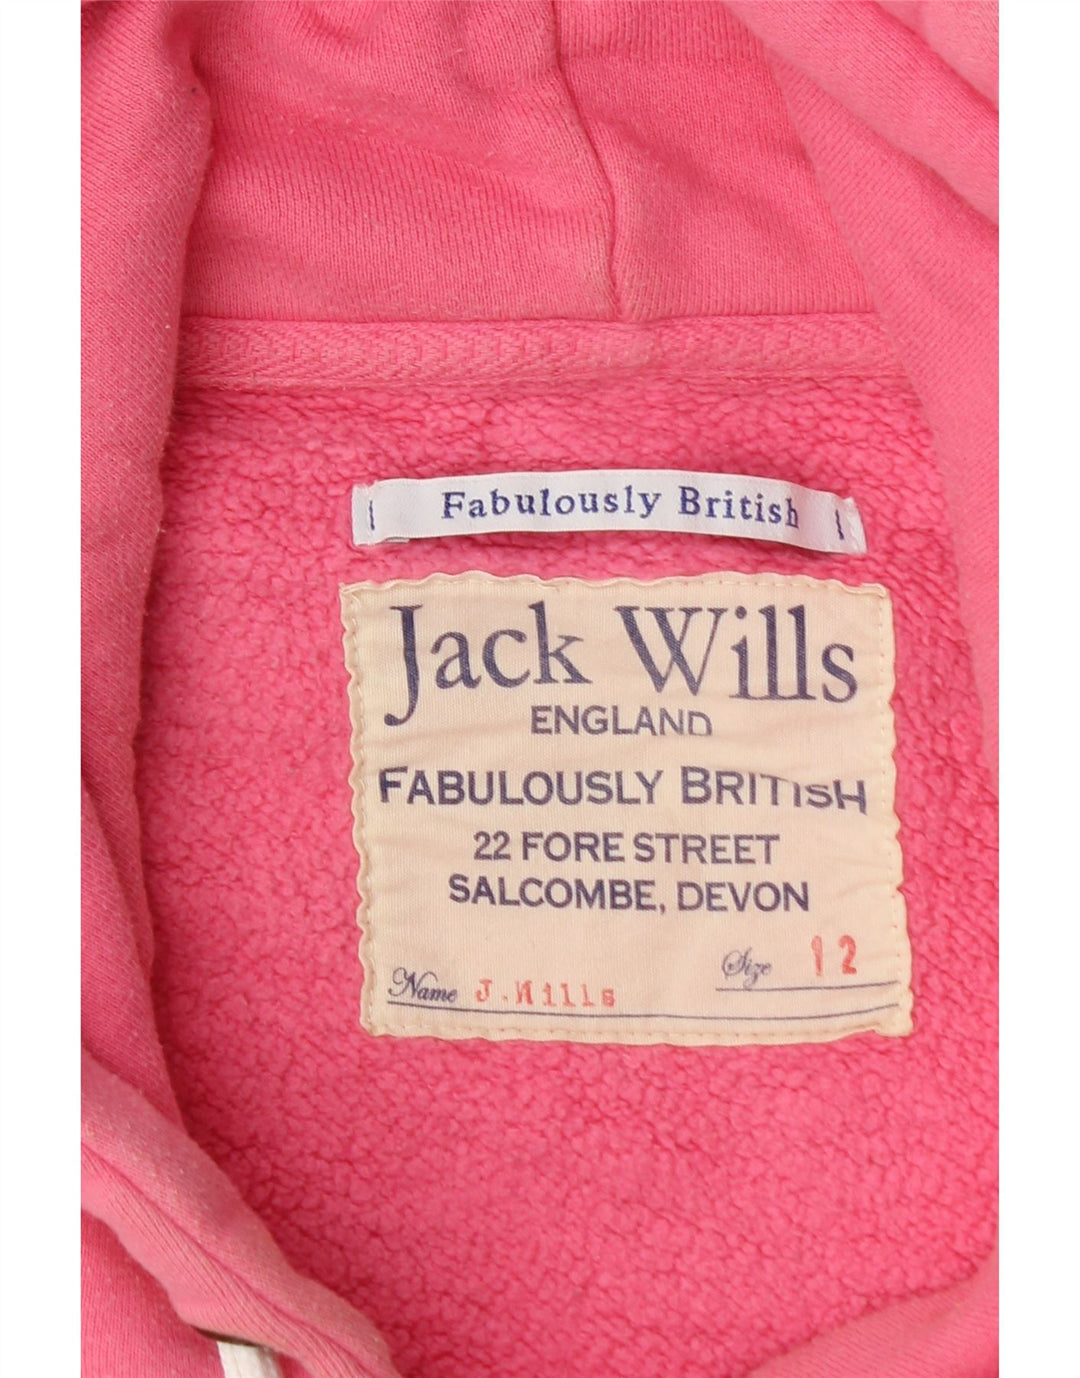 Fabulously British
Jack Wills
ENGLAND
FABULOUSLY BRITISH
22 FORE STREET
SALCOMBE, DEVON
Size 12
Name J.Wills